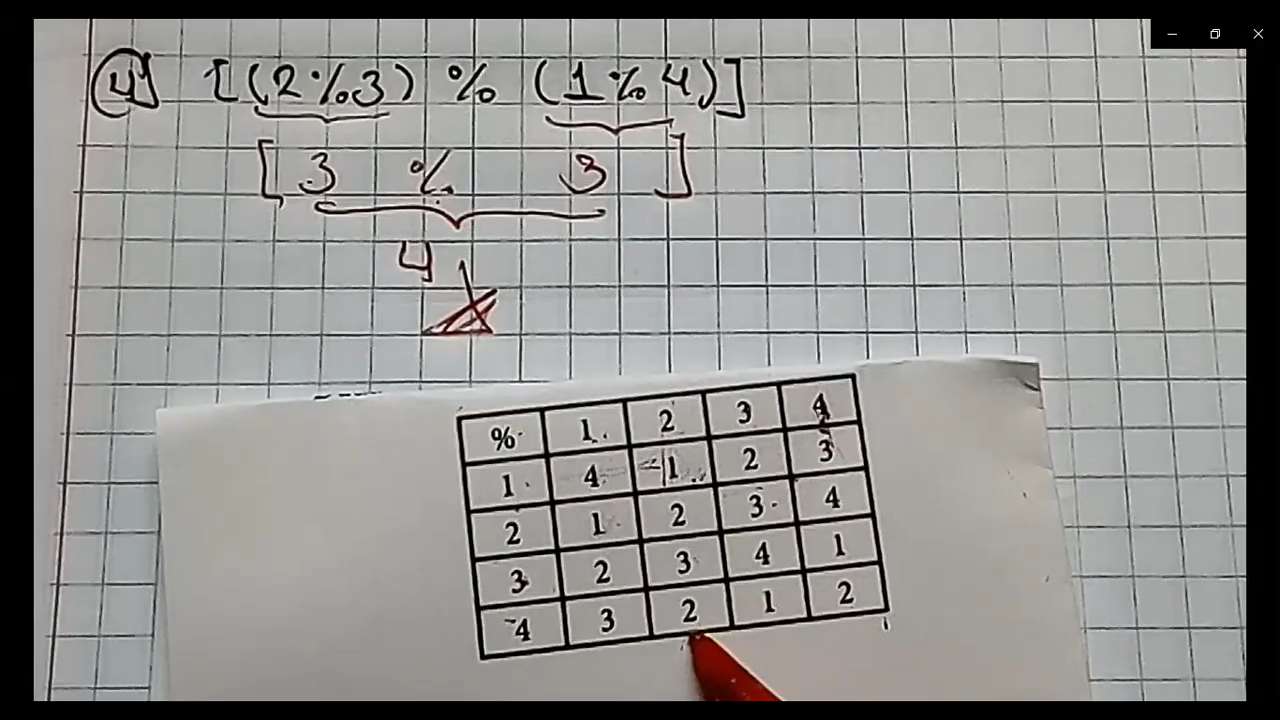 4) [(2%3) % (1%4)]
[3 % 3]
4
% 1 2 3 4
1 4 1 2 3
2 1 2 3 4
3 2 3 4 1
4 3 2 1 2